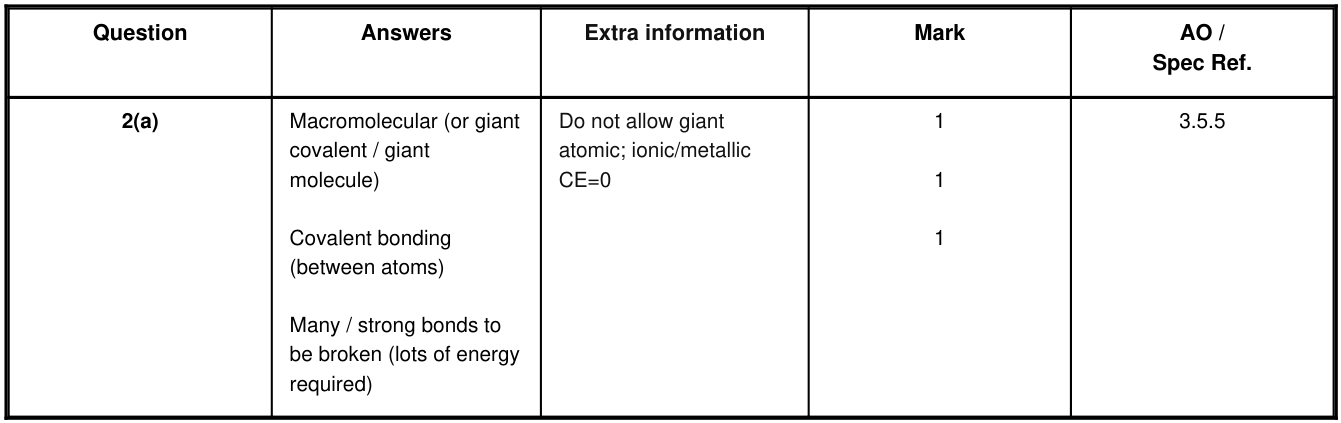 Question Answers Extra information Mark AO /
Spec Ref.
2(a) Macromolecular (or giant Do not allow giant 1 3.5.5
covalent / giant atomic; ionic/metallic
molecule) CE=0 1
Covalent bonding 1
(between atoms)
Many / strong bonds to
be broken (lots of energy
required)